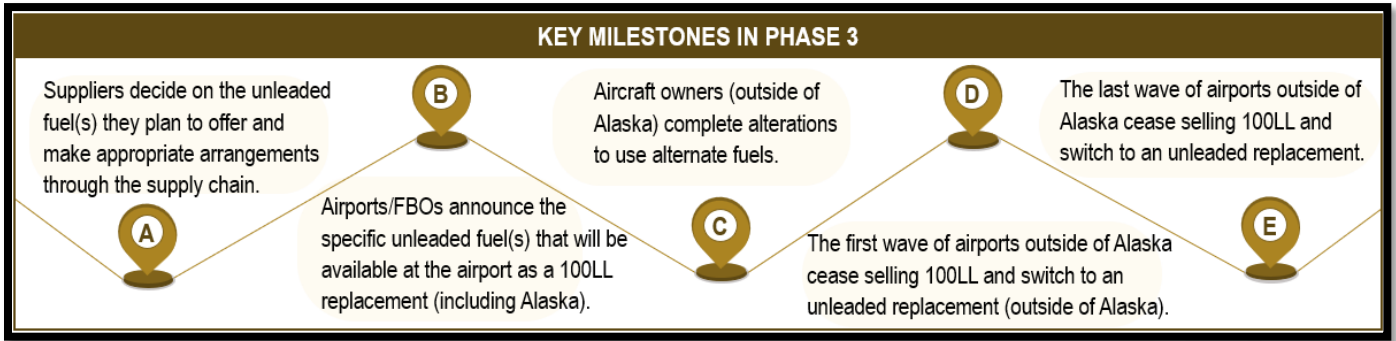 KEY MILESTONES IN PHASE 3
Suppliers decide on the unleaded
fuel(s) they plan to offer and
make appropriate arrangements
through the supply chain.
A
B
Airports/FBOs announce the
specific unleaded fuel(s) that will be
available at the airport as a 100LL
replacement (including Alaska).
Aircraft owners (outside of
Alaska) complete alterations
to use alternate fuels.
C
D
The first wave of airports outside of Alaska
cease selling 100LL and switch to an
unleaded replacement (outside of Alaska).
The last wave of airports outside of
Alaska cease selling 100LL and
switch to an unleaded replacement.
E